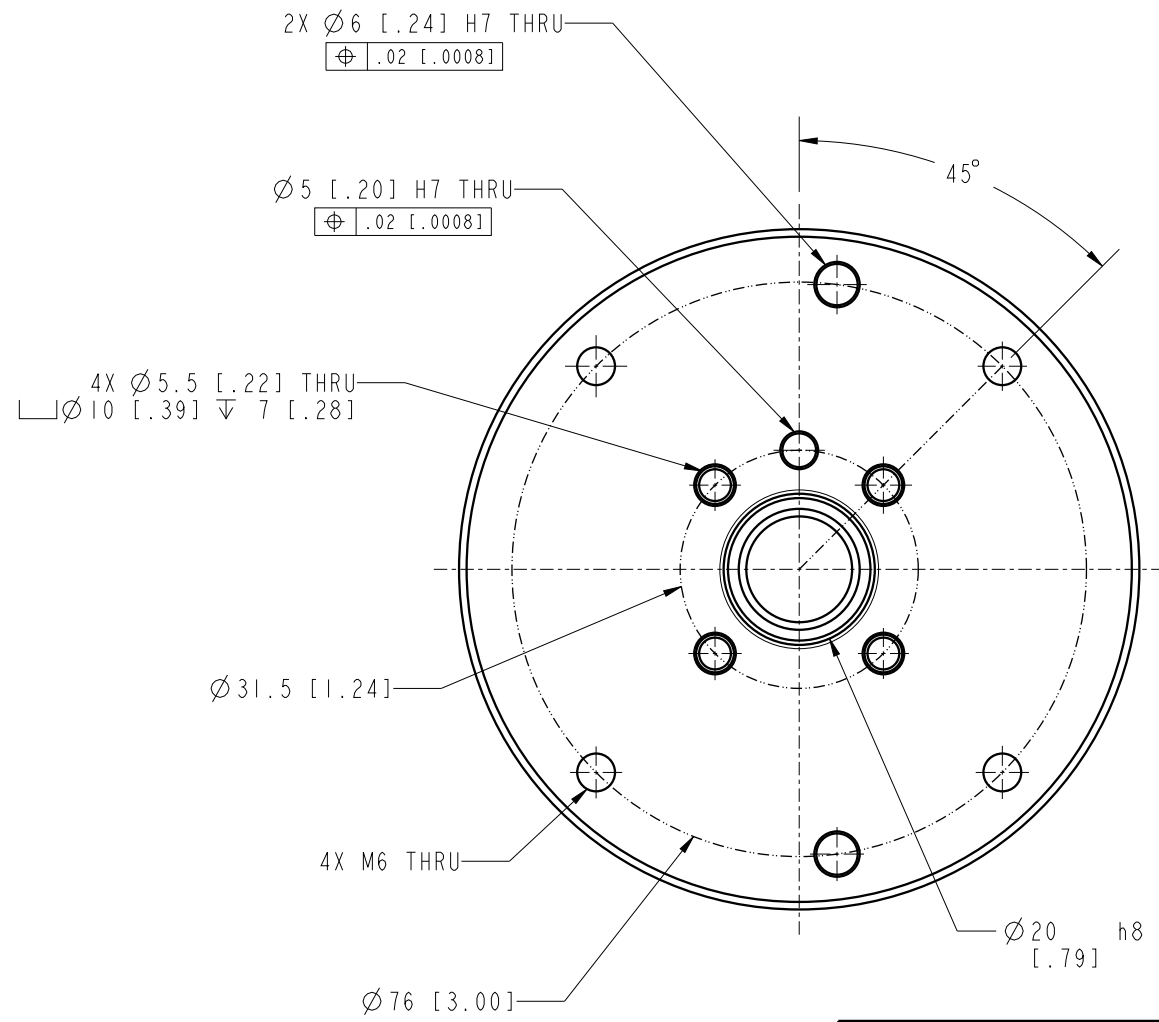 2X ⌀6 [.24] H7 THRU
⌖ .02 [.0008]
45°
⌀5 [.20] H7 THRU
⌖ .02 [.0008]
4X ⌀5.5 [.22] THRU
⌴⌀10 [.39] ↧ 7 [.28]
⌀31.5 [1.24]
4X M6 THRU
⌀20 h8
[.79]
⌀76 [3.00]